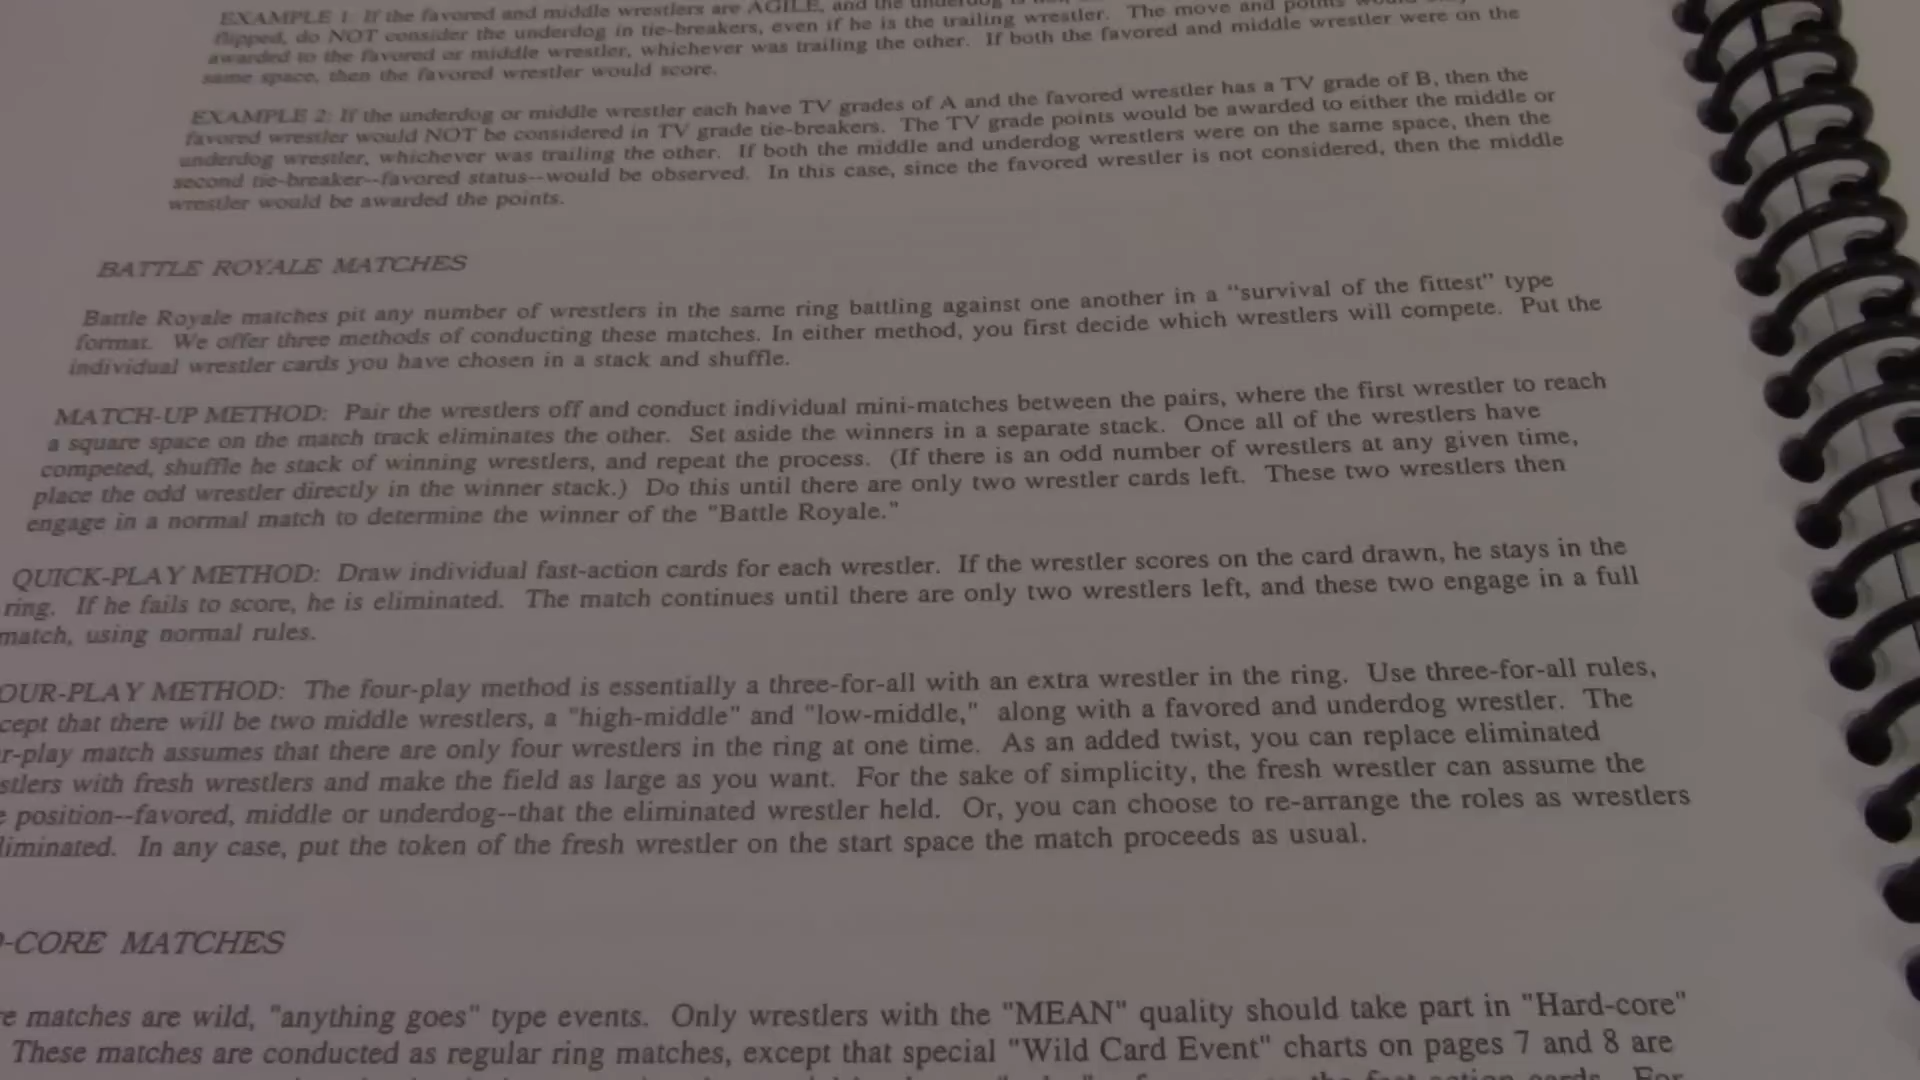 EXAMPLE 1: If the favored and middle wrestlers are AGILE, and the underdog is
flipped, do NOT consider the underdog in tie-breakers, even if he is the trailing wrestler. The move and points would
awarded to the favored or middle wrestler, whichever was trailing the other. If both the favored and middle wrestler were on the
same space, then the favored wrestler would score.
EXAMPLE 2: If the underdog or middle wrestler each have TV grades of A and the favored wrestler has a TV grade of B, then the
favored wrestler would NOT be considered in TV grade tie-breakers. The TV grade points would be awarded to either the middle or
underdog wrestler, whichever was trailing the other. If both the middle and underdog wrestlers were on the same space, then the
second tie-breaker--favored status--would be observed. In this case, since the favored wrestler is not considered, then the middle
wrestler would be awarded the points.
BATTLE ROYALE MATCHES
Battle Royale matches pit any number of wrestlers in the same ring battling against one another in a "survival of the fittest" type
format. We offer three methods of conducting these matches. In either method, you first decide which wrestlers will compete. Put the
individual wrestler cards you have chosen in a stack and shuffle.
MATCH-UP METHOD: Pair the wrestlers off and conduct individual mini-matches between the pairs, where the first wrestler to reach
a square space on the match track eliminates the other. Set aside the winners in a separate stack. Once all of the wrestlers have
competed, shuffle he stack of winning wrestlers, and repeat the process. (If there is an odd number of wrestlers at any given time,
place the odd wrestler directly in the winner stack.) Do this until there are only two wrestler cards left. These two wrestlers then
engage in a normal match to determine the winner of the "Battle Royale."
QUICK-PLAY METHOD: Draw individual fast-action cards for each wrestler. If the wrestler scores on the card drawn, he stays in the
ring. If he fails to score, he is eliminated. The match continues until there are only two wrestlers left, and these two engage in a full
match, using normal rules.
OUR-PLAY METHOD: The four-play method is essentially a three-for-all with an extra wrestler in the ring. Use three-for-all rules,
cept that there will be two middle wrestlers, a "high-middle" and "low-middle," along with a favored and underdog wrestler. The
r-play match assumes that there are only four wrestlers in the ring at one time. As an added twist, you can replace eliminated
stlers with fresh wrestlers and make the field as large as you want. For the sake of simplicity, the fresh wrestler can assume the
e position--favored, middle or underdog--that the eliminated wrestler held. Or, you can choose to re-arrange the roles as wrestlers
liminated. In any case, put the token of the fresh wrestler on the start space the match proceeds as usual.
-CORE MATCHES
e matches are wild, "anything goes" type events. Only wrestlers with the "MEAN" quality should take part in "Hard-core"
These matches are conducted as regular ring matches, except that special "Wild Card Event" charts on pages 7 and 8 are
the fast-action cards. For